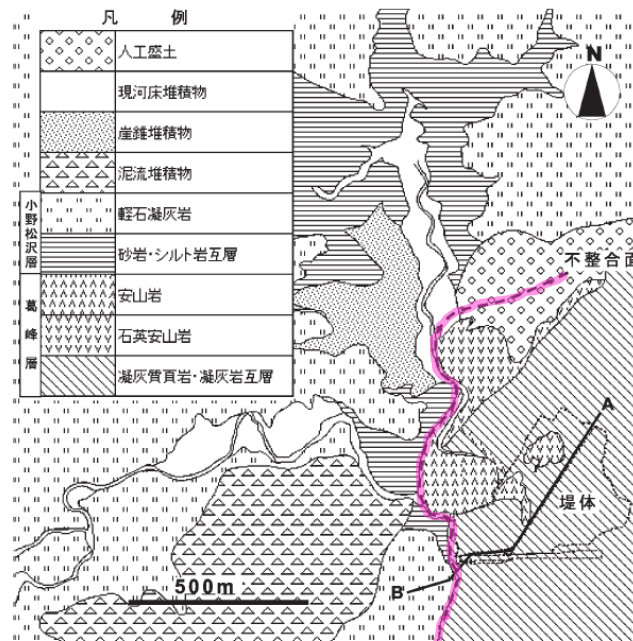 凡 例
人工盛土
現河床堆積物
崖錐堆積物
泥流堆積物
小野松沢層
軽石凝灰岩
砂岩・シルト岩互層
葛峰層
安山岩
石英安山岩
凝灰質頁岩・凝灰岩互層
N
不整合面
A
堤体
B
500m